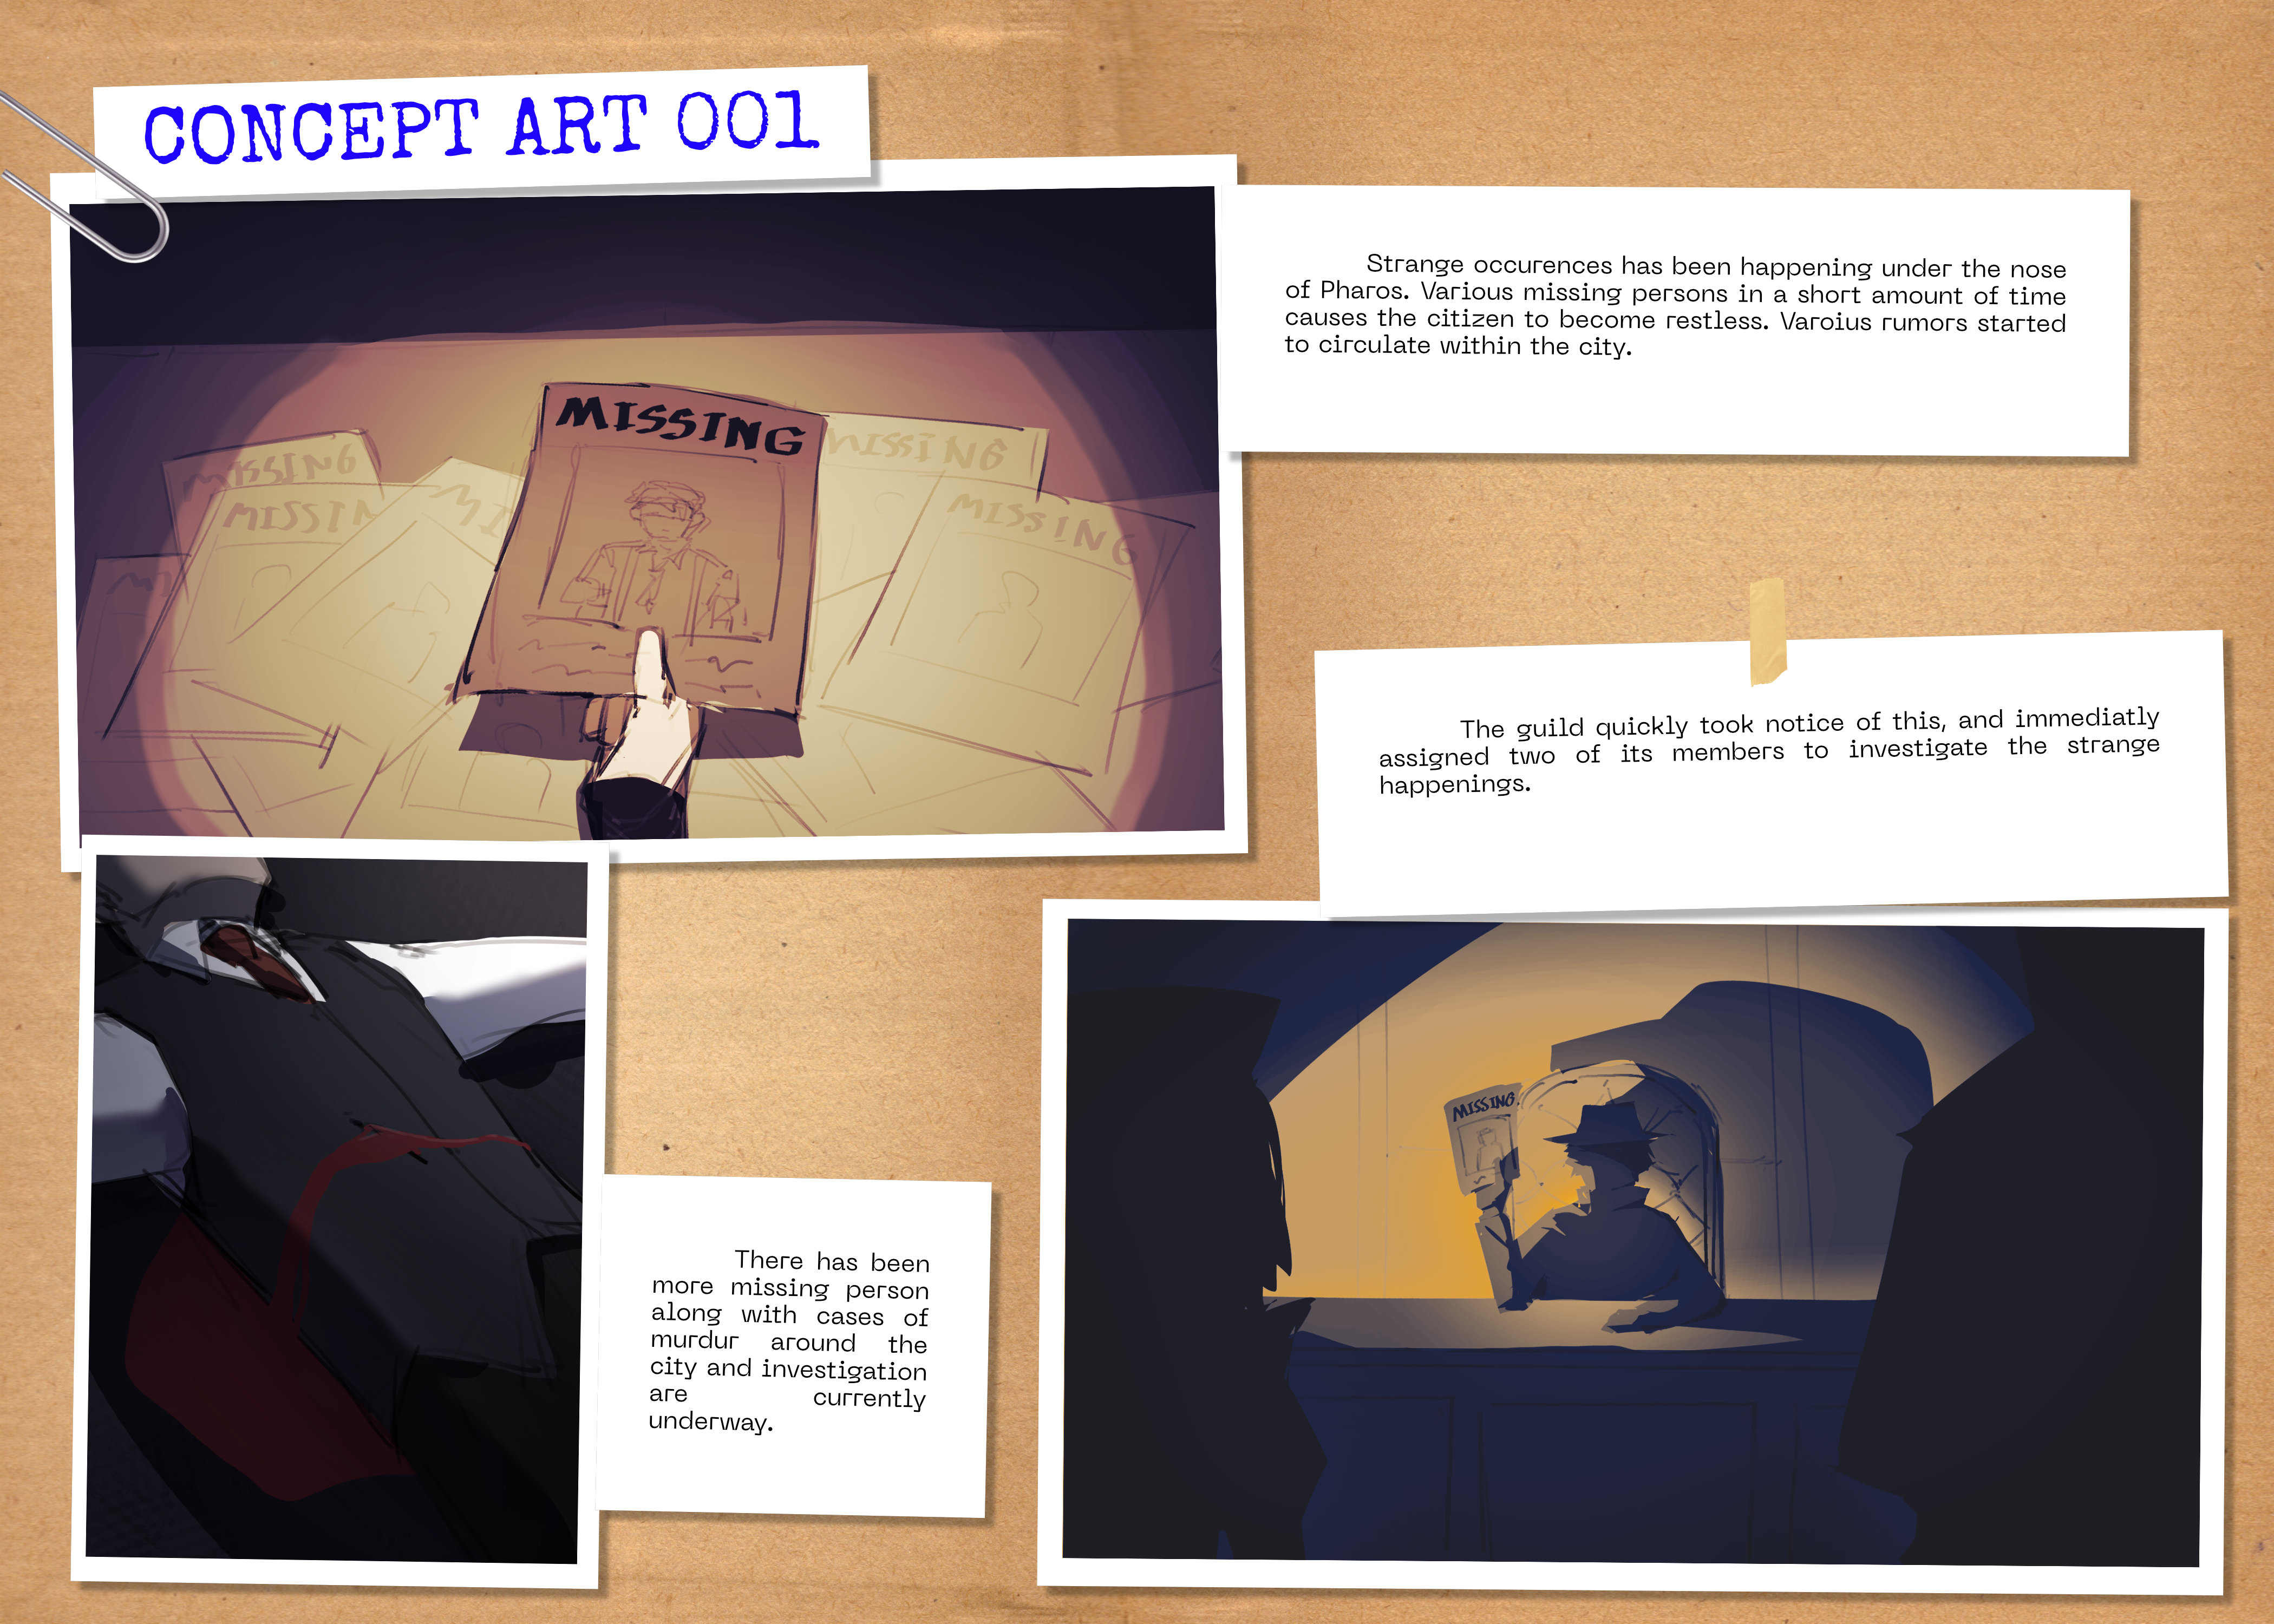 CONCEPT ART 001
Strange occurences has been happening under the nose
of Pharos. Various missing persons in a short amount of time
causes the citizen to become restless. Varoius rumors started
to circulate within the city.
MISSING
MISSING
MISSING
MISSIN
MI
MISSING
MI
The guild quickly took notice of this, and immediatly
assigned two of its members to investigate the strange
happenings.
MISSING
There has been
more missing person
along with cases of
murdur around the
city and investigation
are currently
underway.